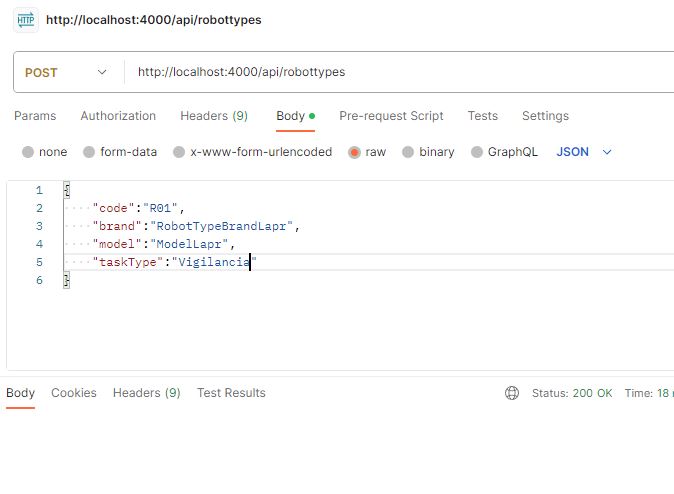 HTTP http://localhost:4000/api/robottypes
POST http://localhost:4000/api/robottypes
Params Authorization Headers (9) Body Pre-request Script Tests Settings
none form-data x-www-form-urlencoded raw binary GraphQL JSON
1 {
2 "code":"R01",
3 "brand":"RobotTypeBrandLapr",
4 "model":"ModelLapr",
5 "taskType":"Vigilancia"
6 }
Body Cookies Headers (9) Test Results Status: 200 OK Time: 18